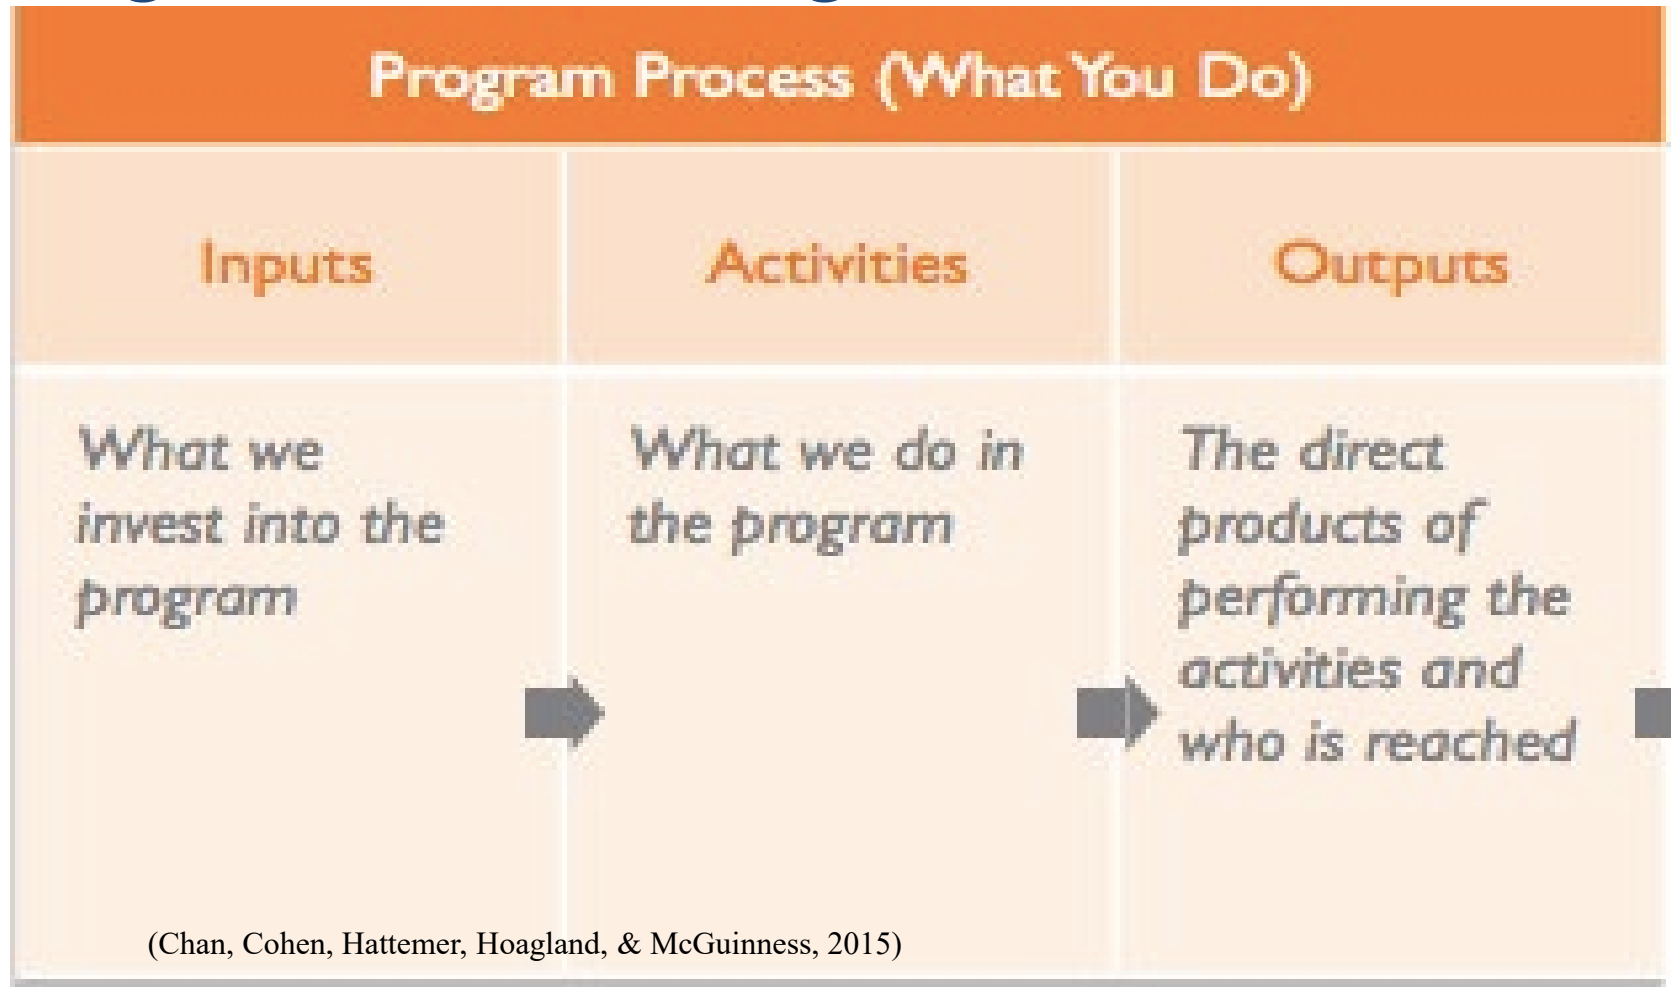 Program Process (What You Do)
Inputs
Activities
Outputs
What we
invest into the
program
What we do in
the program
The direct
products of
performing the
activities and
who is reached
(Chan, Cohen, Hattemer, Hoagland, & McGuinness, 2015)